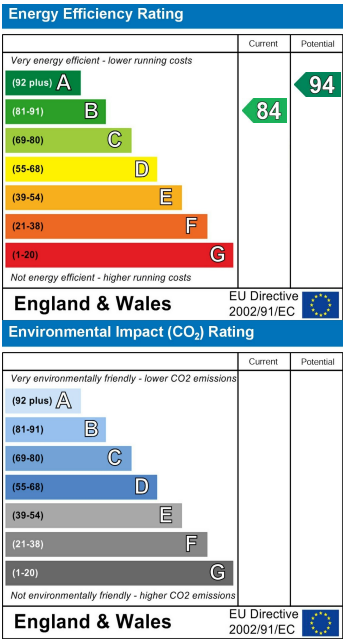 Energy Efficiency Rating
Current Potential
Very energy efficient - lower running costs
(92 plus) A
94
(81-91) B
84
(69-80) C
(55-68) D
(39-54) E
(21-38) F
(1-20) G
Not energy efficient - higher running costs
England & Wales
EU Directive
2002/91/EC
Environmental Impact (CO₂) Rating
Current Potential
Very environmentally friendly - lower CO2 emissions
(92 plus) A
(81-91) B
(69-80) C
(55-68) D
(39-54) E
(21-38) F
(1-20) G
Not environmentally friendly - higher CO2 emissions
England & Wales
EU Directive
2002/91/EC